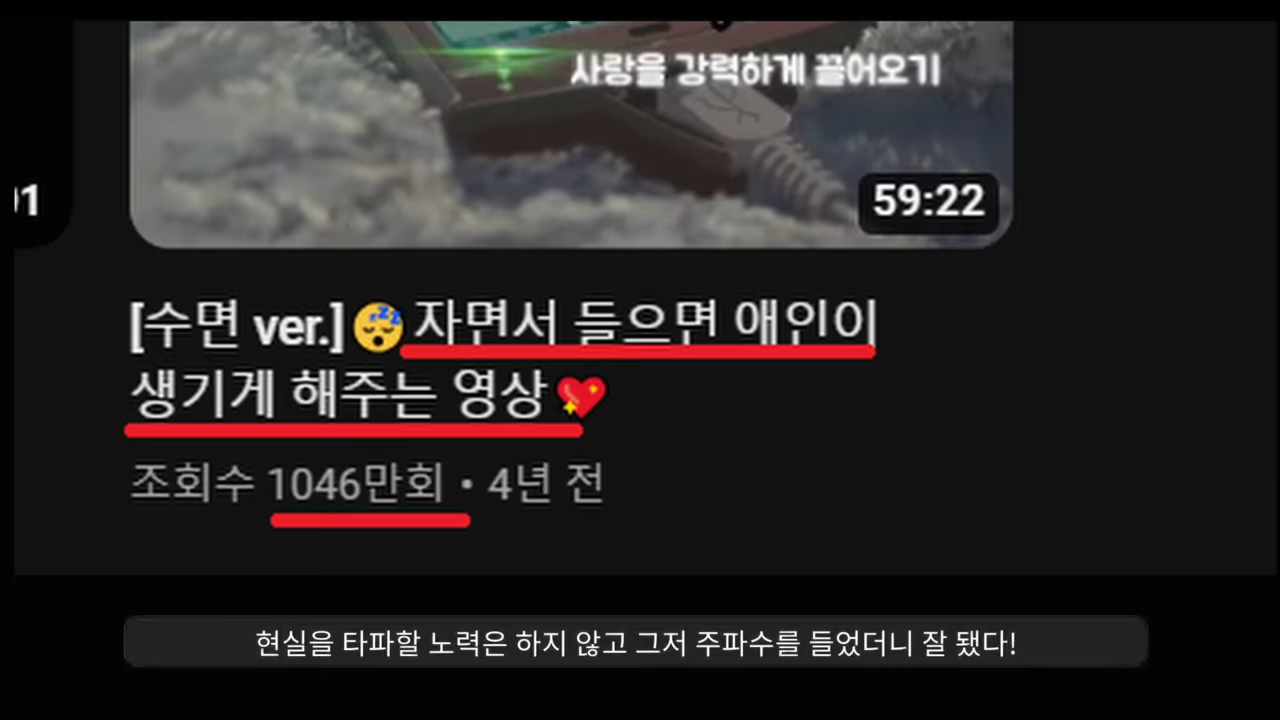 사랑을 강력하게 끌어오기
59:22
[수면 ver.]😴자면서 들으면 애인이
생기게 해주는 영상💖
조회수 1046만회 • 4년 전
현실을 타파할 노력은 하지 않고 그저 주파수를 들었더니 잘 됐다!